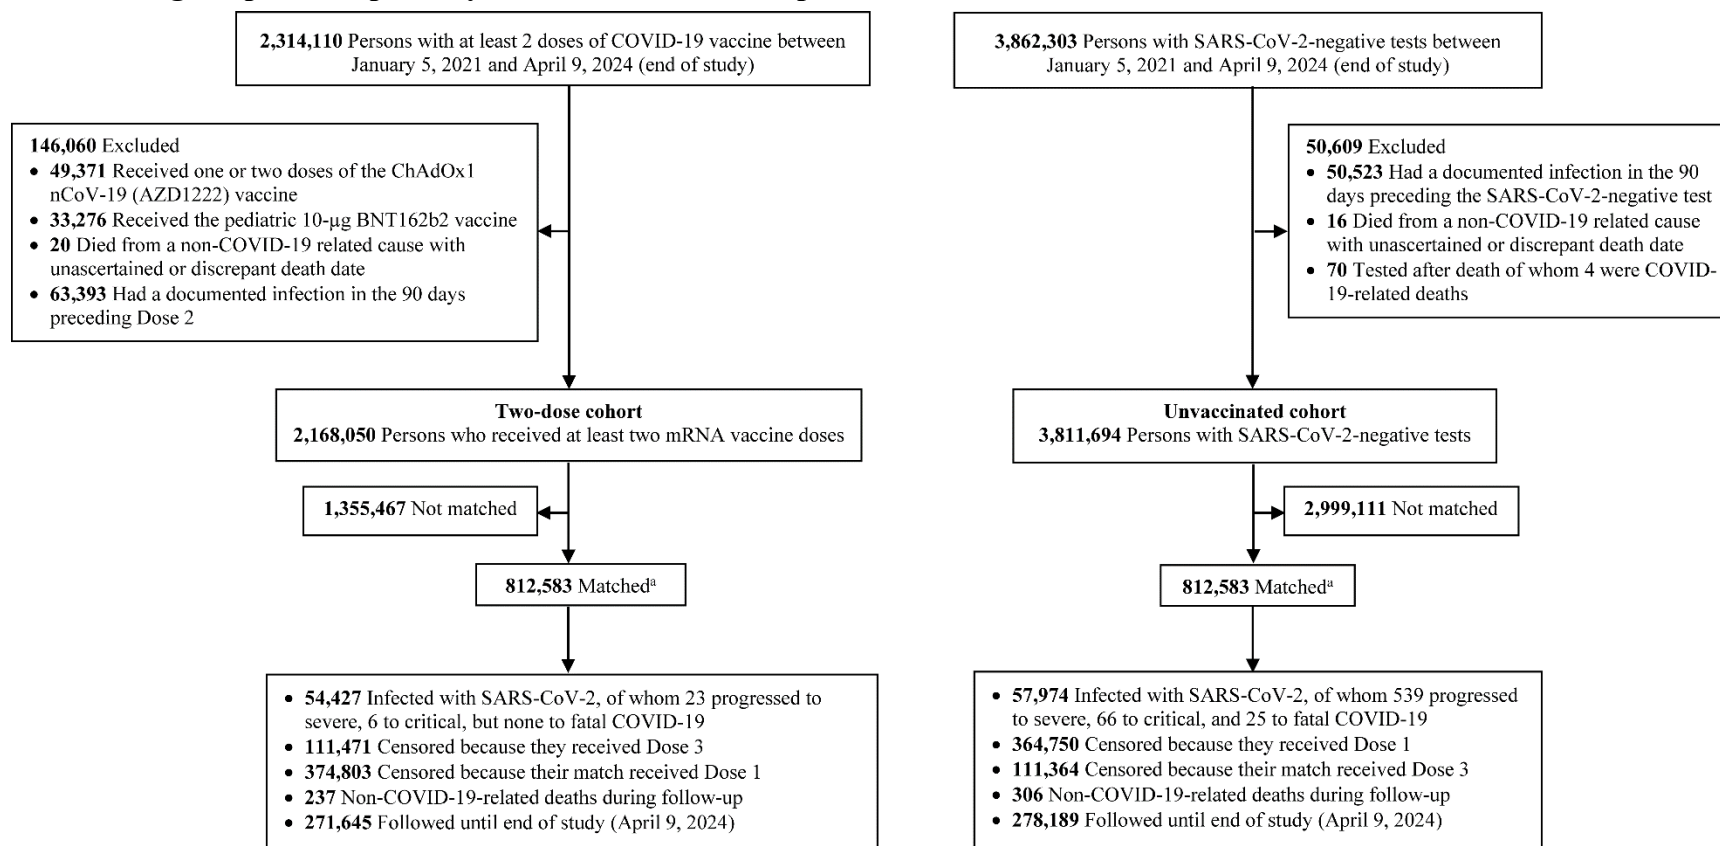 2,314,110 Persons with at least 2 doses of COVID-19 vaccine between
January 5, 2021 and April 9, 2024 (end of study)
146,060 Excluded
• 49,371 Received one or two doses of the ChAdOx1
nCoV-19 (AZD1222) vaccine
• 33,276 Received the pediatric 10-µg BNT162b2 vaccine
• 20 Died from a non-COVID-19 related cause with
unascertained or discrepant death date
• 63,393 Had a documented infection in the 90 days
preceding Dose 2
Two-dose cohort
2,168,050 Persons who received at least two mRNA vaccine doses
1,355,467 Not matched
812,583 Matchedᵃ
• 54,427 Infected with SARS-CoV-2, of whom 23 progressed to
severe, 6 to critical, but none to fatal COVID-19
• 111,471 Censored because they received Dose 3
• 374,803 Censored because their match received Dose 1
• 237 Non-COVID-19-related deaths during follow-up
• 271,645 Followed until end of study (April 9, 2024)
3,862,303 Persons with SARS-CoV-2-negative tests between
January 5, 2021 and April 9, 2024 (end of study)
50,609 Excluded
• 50,523 Had a documented infection in the 90
days preceding the SARS-CoV-2-negative test
• 16 Died from a non-COVID-19 related cause
with unascertained or discrepant death date
• 70 Tested after death of whom 4 were COVID-
19-related deaths
Unvaccinated cohort
3,811,694 Persons with SARS-CoV-2-negative tests
2,999,111 Not matched
812,583 Matchedᵃ
• 57,974 Infected with SARS-CoV-2, of whom 539 progressed
to severe, 66 to critical, and 25 to fatal COVID-19
• 364,750 Censored because they received Dose 1
• 111,364 Censored because their match received Dose 3
• 306 Non-COVID-19-related deaths during follow-up
• 278,189 Followed until end of study (April 9, 2024)